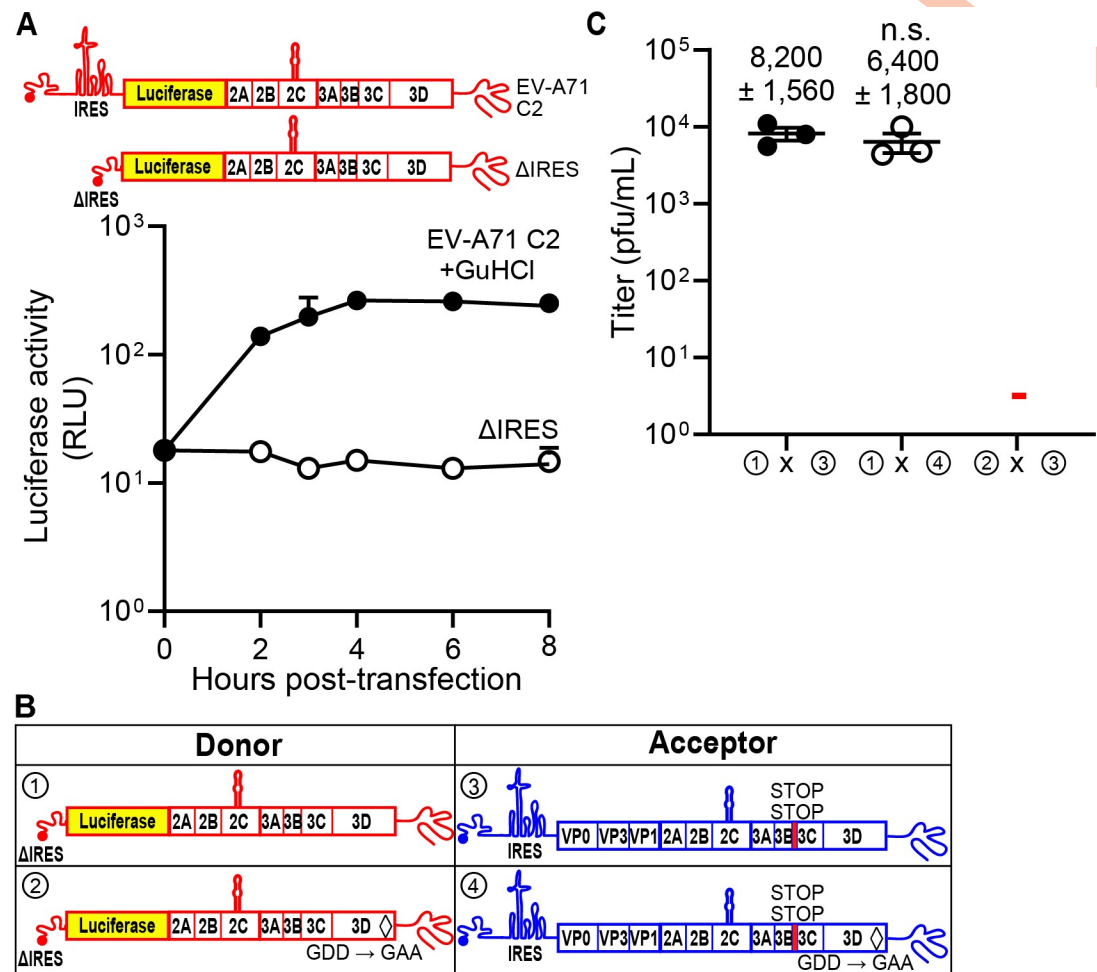 A
IRES
Luciferase 2A 2B 2C 3A 3B 3C 3D
EV-A71
C2
ΔIRES
Luciferase 2A 2B 2C 3A 3B 3C 3D
ΔIRES
10³
10²
10¹
10⁰
Luciferase activity
(RLU)
EV-A71 C2
+GuHCl
ΔIRES
0 2 4 6 8
Hours post-transfection
C
10⁵
10⁴
10³
10²
10¹
10⁰
Titer (pfu/mL)
8,200
± 1,560
n.s.
6,400
± 1,800
① x ③ ① x ④ ② x ③
B
Donor
Acceptor
①
Luciferase 2A 2B 2C 3A 3B 3C 3D
ΔIRES
③
STOP
STOP
IRES
VP0 VP3 VP1 2A 2B 2C 3A 3B 3C 3D
②
Luciferase 2A 2B 2C 3A 3B 3C 3D
ΔIRES
GDD → GAA
④
STOP
STOP
IRES
VP0 VP3 VP1 2A 2B 2C 3A 3B 3C 3D
GDD → GAA